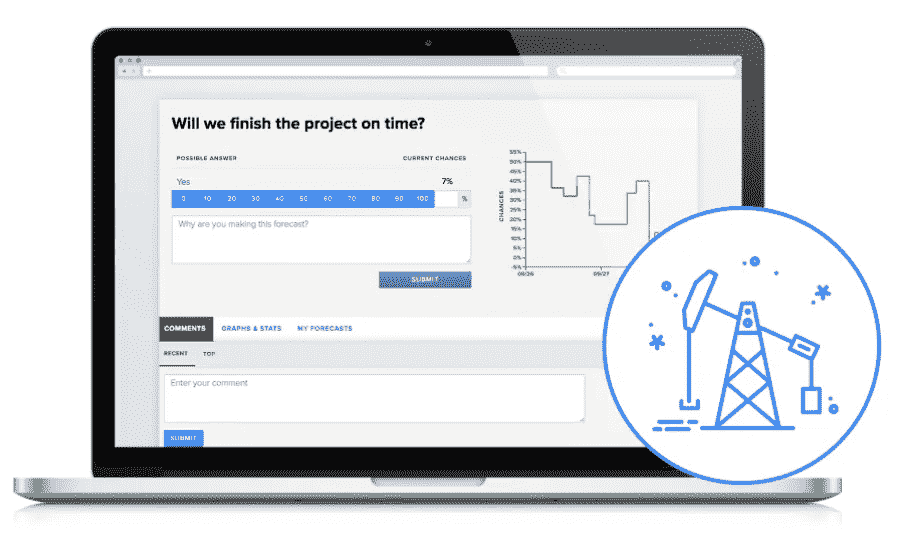 Will we finish the project on time?
POSSIBLE ANSWER CURRENT CHANCES
Yes 7%
0 10 20 30 40 50 60 70 80 90 100 %
Why are you making this forecast?
SUBMIT
CHANCES
55%
50%
45%
40%
35%
30%
25%
20%
15%
10%
5%
0%
-5%
09/26 09/27
COMMENTS GRAPHS & STATS MY FORECASTS
RECENT TOP
Enter your comment
SUBMIT